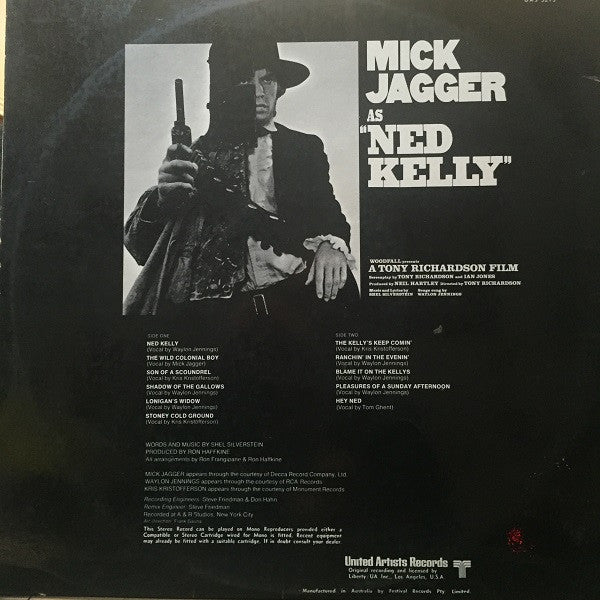 MICK
JAGGER
AS
"NED
KELLY"
WOODFALL presents
A TONY RICHARDSON FILM
Screenplay by TONY RICHARDSON and IAN JONES
Produced by NEIL HARTLEY Directed by TONY RICHARDSON
Music and Lyrics by Songs sung by
SHEL SILVERSTEIN WAYLON JENNINGS
SIDE ONE
NED KELLY
(Vocal by Waylon Jennings)
THE WILD COLONIAL BOY
(Vocal by Mick Jagger)
SON OF A SCOUNDREL
(Vocal by Kris Kristofferson)
SHADOW OF THE GALLOWS
(Vocal by Waylon Jennings)
LONIGAN'S WIDOW
(Vocal by Waylon Jennings)
STONEY COLD GROUND
(Vocal by Kris Kristofferson)
SIDE TWO
THE KELLY'S KEEP COMIN'
(Vocal by Kris Kristofferson)
RANCHIN' IN THE EVENIN'
(Vocal by Waylon Jennings)
BLAME IT ON THE KELLYS
(Vocal by Waylon Jennings)
PLEASURES OF A SUNDAY AFTERNOON
(Vocal by Waylon Jennings)
HEY NED
(Vocal by Tom Ghent)
WORDS AND MUSIC BY SHEL SILVERSTEIN
PRODUCED BY RON HAFFKINE
All arrangements by Ron Frangipane & Ron Haffkine
MICK JAGGER appears through the courtesy of Decca Record Company, Ltd.
WAYLON JENNINGS appears through the courtesy of RCA Records
KRIS KRISTOFFERSON appears through the courtesy of Monument Records
Recording Engineers: Steve Friedman & Don Hahn
Remix Engineer: Steve Friedman
Recorded at A & R Studios, New York City
This Stereo Record can be played on Mono Reproducers provided either a
Compatible or Stereo Cartridge wired for Mono is fitted. Recent equipment
may already be fitted with a suitable cartridge. If in doubt consult your dealer.
United Artists Records
Original recording and licensed by
Liberty UA Inc., Los Angeles, U.S.A.
Manufactured in Australia by Festival Records Pty. Limited.